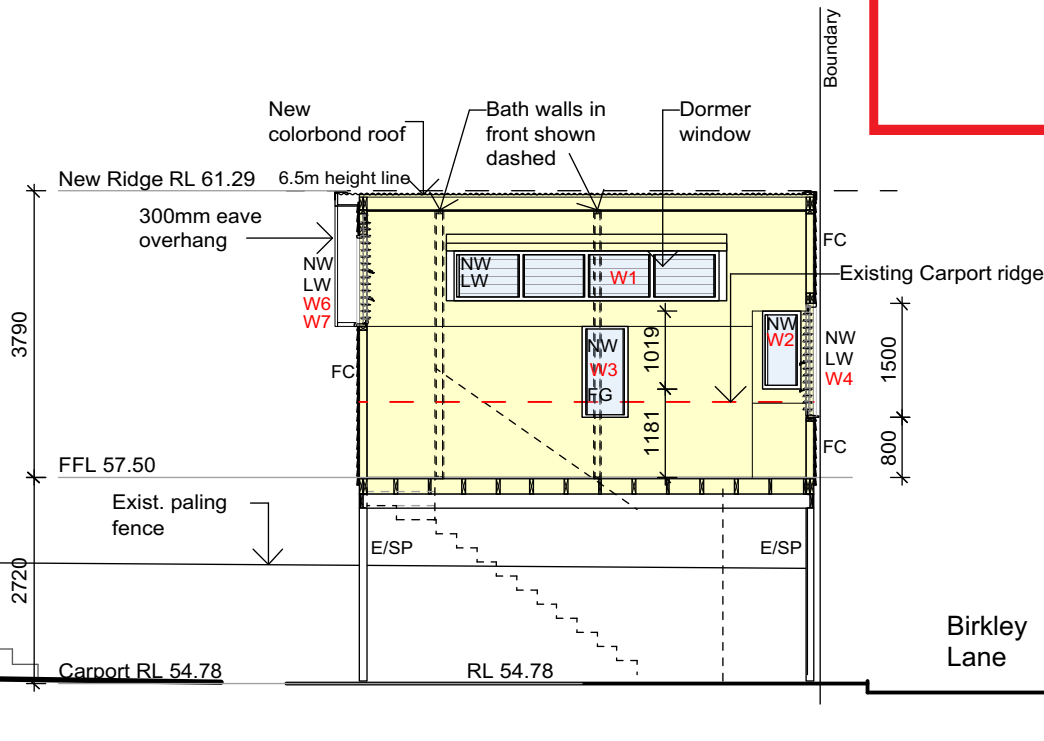 Boundary
New
colorbond roof
Bath walls in
front shown
dashed
Dormer
window
New Ridge RL 61.29
6.5m height line
300mm eave
overhang
NW
LW
W6
W7
FC
NW
LW
W1
FC
Existing Carport ridge
NW
W2
NW
LW
W4
NW
W3
FG
3790
1019
1181
1500
800
FC
FFL 57.50
Exist. paling
fence
E/SP
E/SP
2720
Carport RL 54.78
RL 54.78
Birkley
Lane